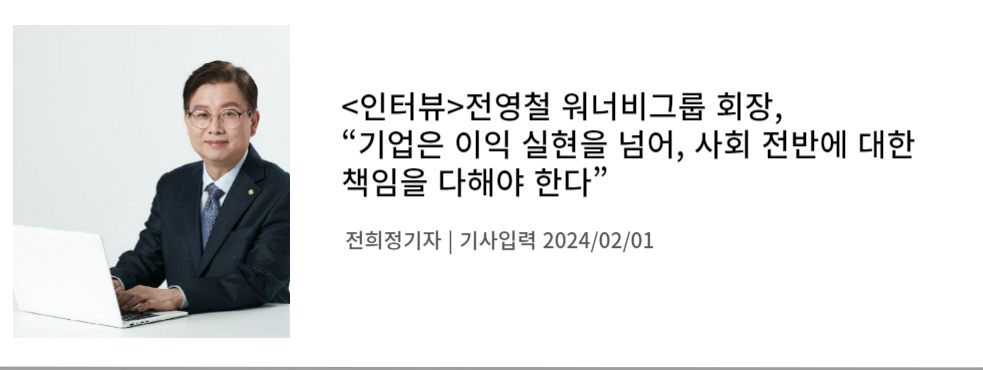 <인터뷰>전영철 워너비그룹 회장,
“기업은 이익 실현을 넘어, 사회 전반에 대한
책임을 다해야 한다”
전희정기자 | 기사입력 2024/02/01